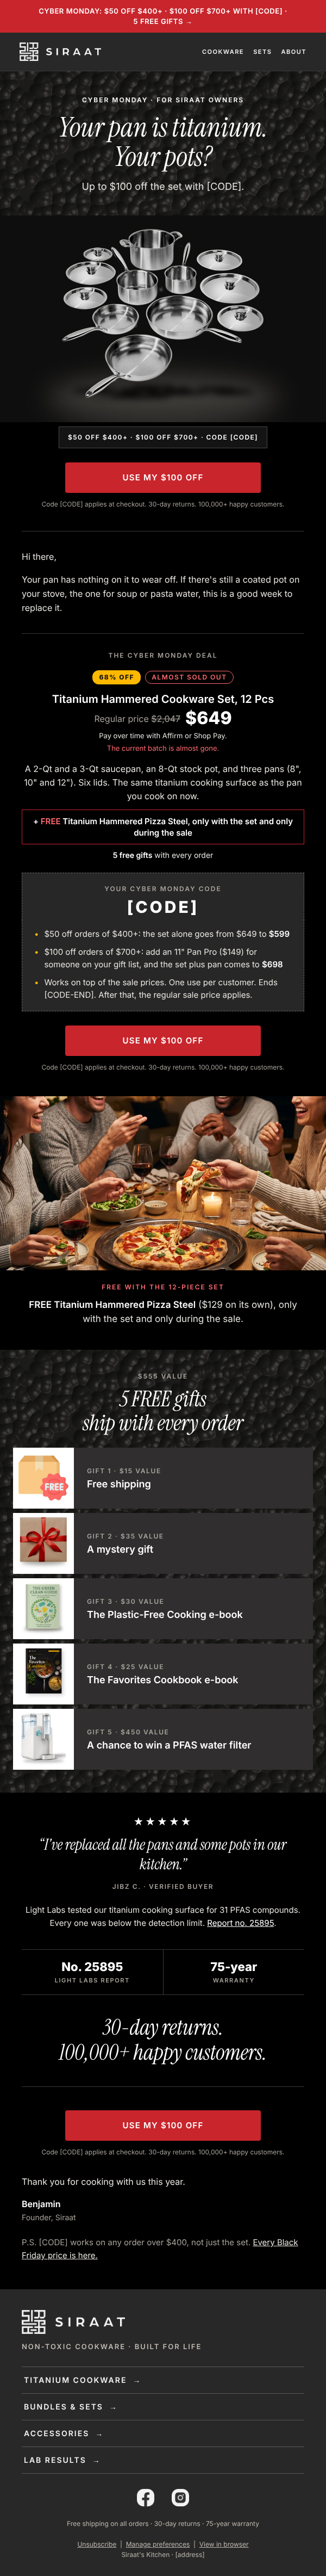 CYBER MONDAY: $50 OFF $400+ · $100 OFF $700+ WITH [CODE] ·
5 FREE GIFTS →
SIRAAT
COOKWARE SETS ABOUT
CYBER MONDAY · FOR SIRAAT OWNERS
Your pan is titanium.
Your pots?
Up to $100 off the set with [CODE].
$50 OFF $400+ · $100 OFF $700+ · CODE [CODE]
USE MY $100 OFF
Code [CODE] applies at checkout. 30-day returns. 100,000+ happy customers.
Hi there,
Your pan has nothing on it to wear off. If there's still a coated pot on
your stove, the one for soup or pasta water, this is a good week to
replace it.
THE CYBER MONDAY DEAL
68% OFF ALMOST SOLD OUT
Titanium Hammered Cookware Set, 12 Pcs
Regular price $2,047 $649
Pay over time with Affirm or Shop Pay.
The current batch is almost gone.
A 2-Qt and a 3-Qt saucepan, an 8-Qt stock pot, and three pans (8",
10" and 12"). Six lids. The same titanium cooking surface as the pan
you cook on now.
+ FREE Titanium Hammered Pizza Steel, only with the set and only
during the sale
5 free gifts with every order
YOUR CYBER MONDAY CODE
[CODE]
• $50 off orders of $400+: the set alone goes from $649 to $599
• $100 off orders of $700+: add an 11" Pan Pro ($149) for
someone on your gift list, and the set plus pan comes to $698
• Works on top of the sale prices. One use per customer. Ends
[CODE-END]. After that, the regular sale price applies.
USE MY $100 OFF
Code [CODE] applies at checkout. 30-day returns. 100,000+ happy customers.
FREE WITH THE 12-PIECE SET
FREE Titanium Hammered Pizza Steel ($129 on its own), only
with the set and only during the sale.
$555 VALUE
5 FREE gifts
ship with every order
FREE
GIFT 1 · $15 VALUE
Free shipping
GIFT 2 · $35 VALUE
A mystery gift
GIFT 3 · $30 VALUE
The Plastic-Free Cooking e-book
GIFT 4 · $25 VALUE
The Favorites Cookbook e-book
GIFT 5 · $450 VALUE
A chance to win a PFAS water filter
★★★★★
“I've replaced all the pans and some pots in our
kitchen.”
JIBZ C. · VERIFIED BUYER
Light Labs tested our titanium cooking surface for 31 PFAS compounds.
Every one was below the detection limit. Report no. 25895.
No. 25895
LIGHT LABS REPORT
75-year
WARRANTY
30-day returns.
100,000+ happy customers.
USE MY $100 OFF
Code [CODE] applies at checkout. 30-day returns. 100,000+ happy customers.
Thank you for cooking with us this year.
Benjamin
Founder, Siraat
P.S. [CODE] works on any order over $400, not just the set. Every Black
Friday price is here.
SIRAAT
NON-TOXIC COOKWARE · BUILT FOR LIFE
TITANIUM COOKWARE →
BUNDLES & SETS →
ACCESSORIES →
LAB RESULTS →
Free shipping on all orders · 30-day returns · 75-year warranty
Unsubscribe | Manage preferences | View in browser
Siraat's Kitchen · [address]